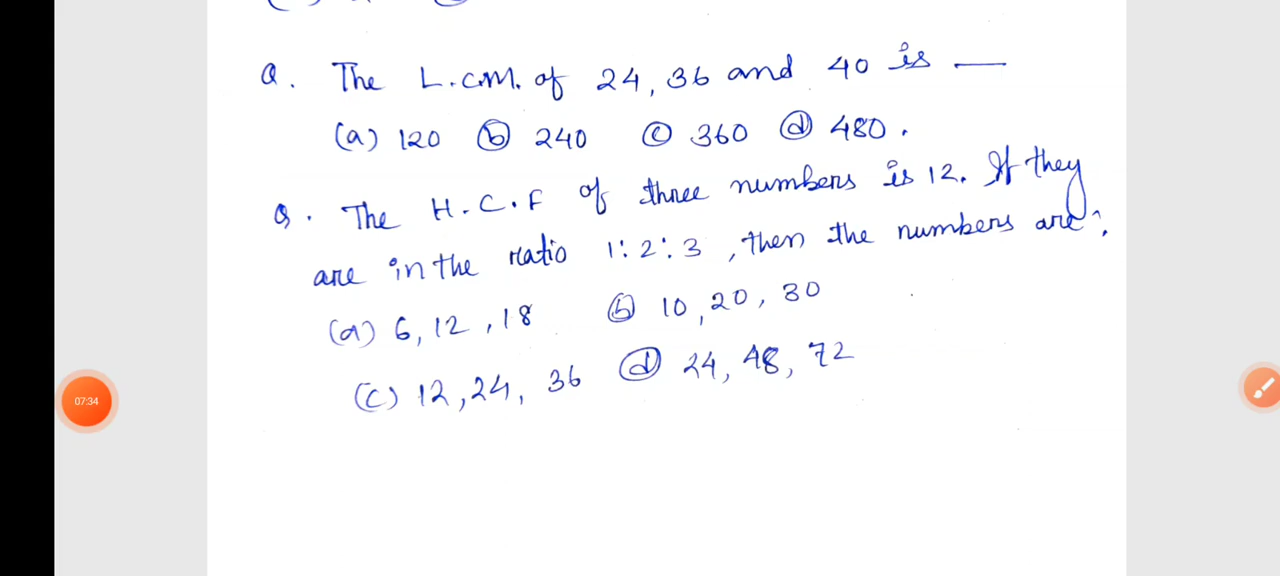 Q. The L.C.M. of 24, 36 and 40 is —
(a) 120 (b) 240 (c) 360 (d) 480.
Q. The H.C.F of three numbers is 12. If they
are in the ratio 1:2:3, then the numbers are:
(a) 6, 12, 18 (b) 10, 20, 30
(c) 12, 24, 36 (d) 24, 48, 72
07:34